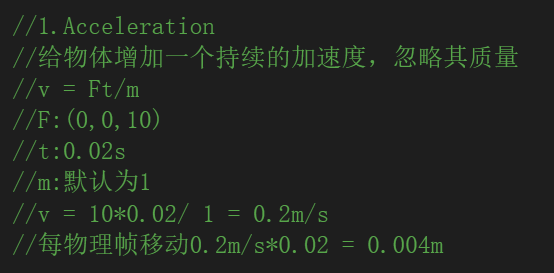 //1.Acceleration
//给物体增加一个持续的加速度，忽略其质量
//v = Ft/m
//F:(0,0,10)
//t:0.02s
//m:默认为1
//v = 10*0.02/ 1 = 0.2m/s
//每物理帧移动0.2m/s*0.02 = 0.004m